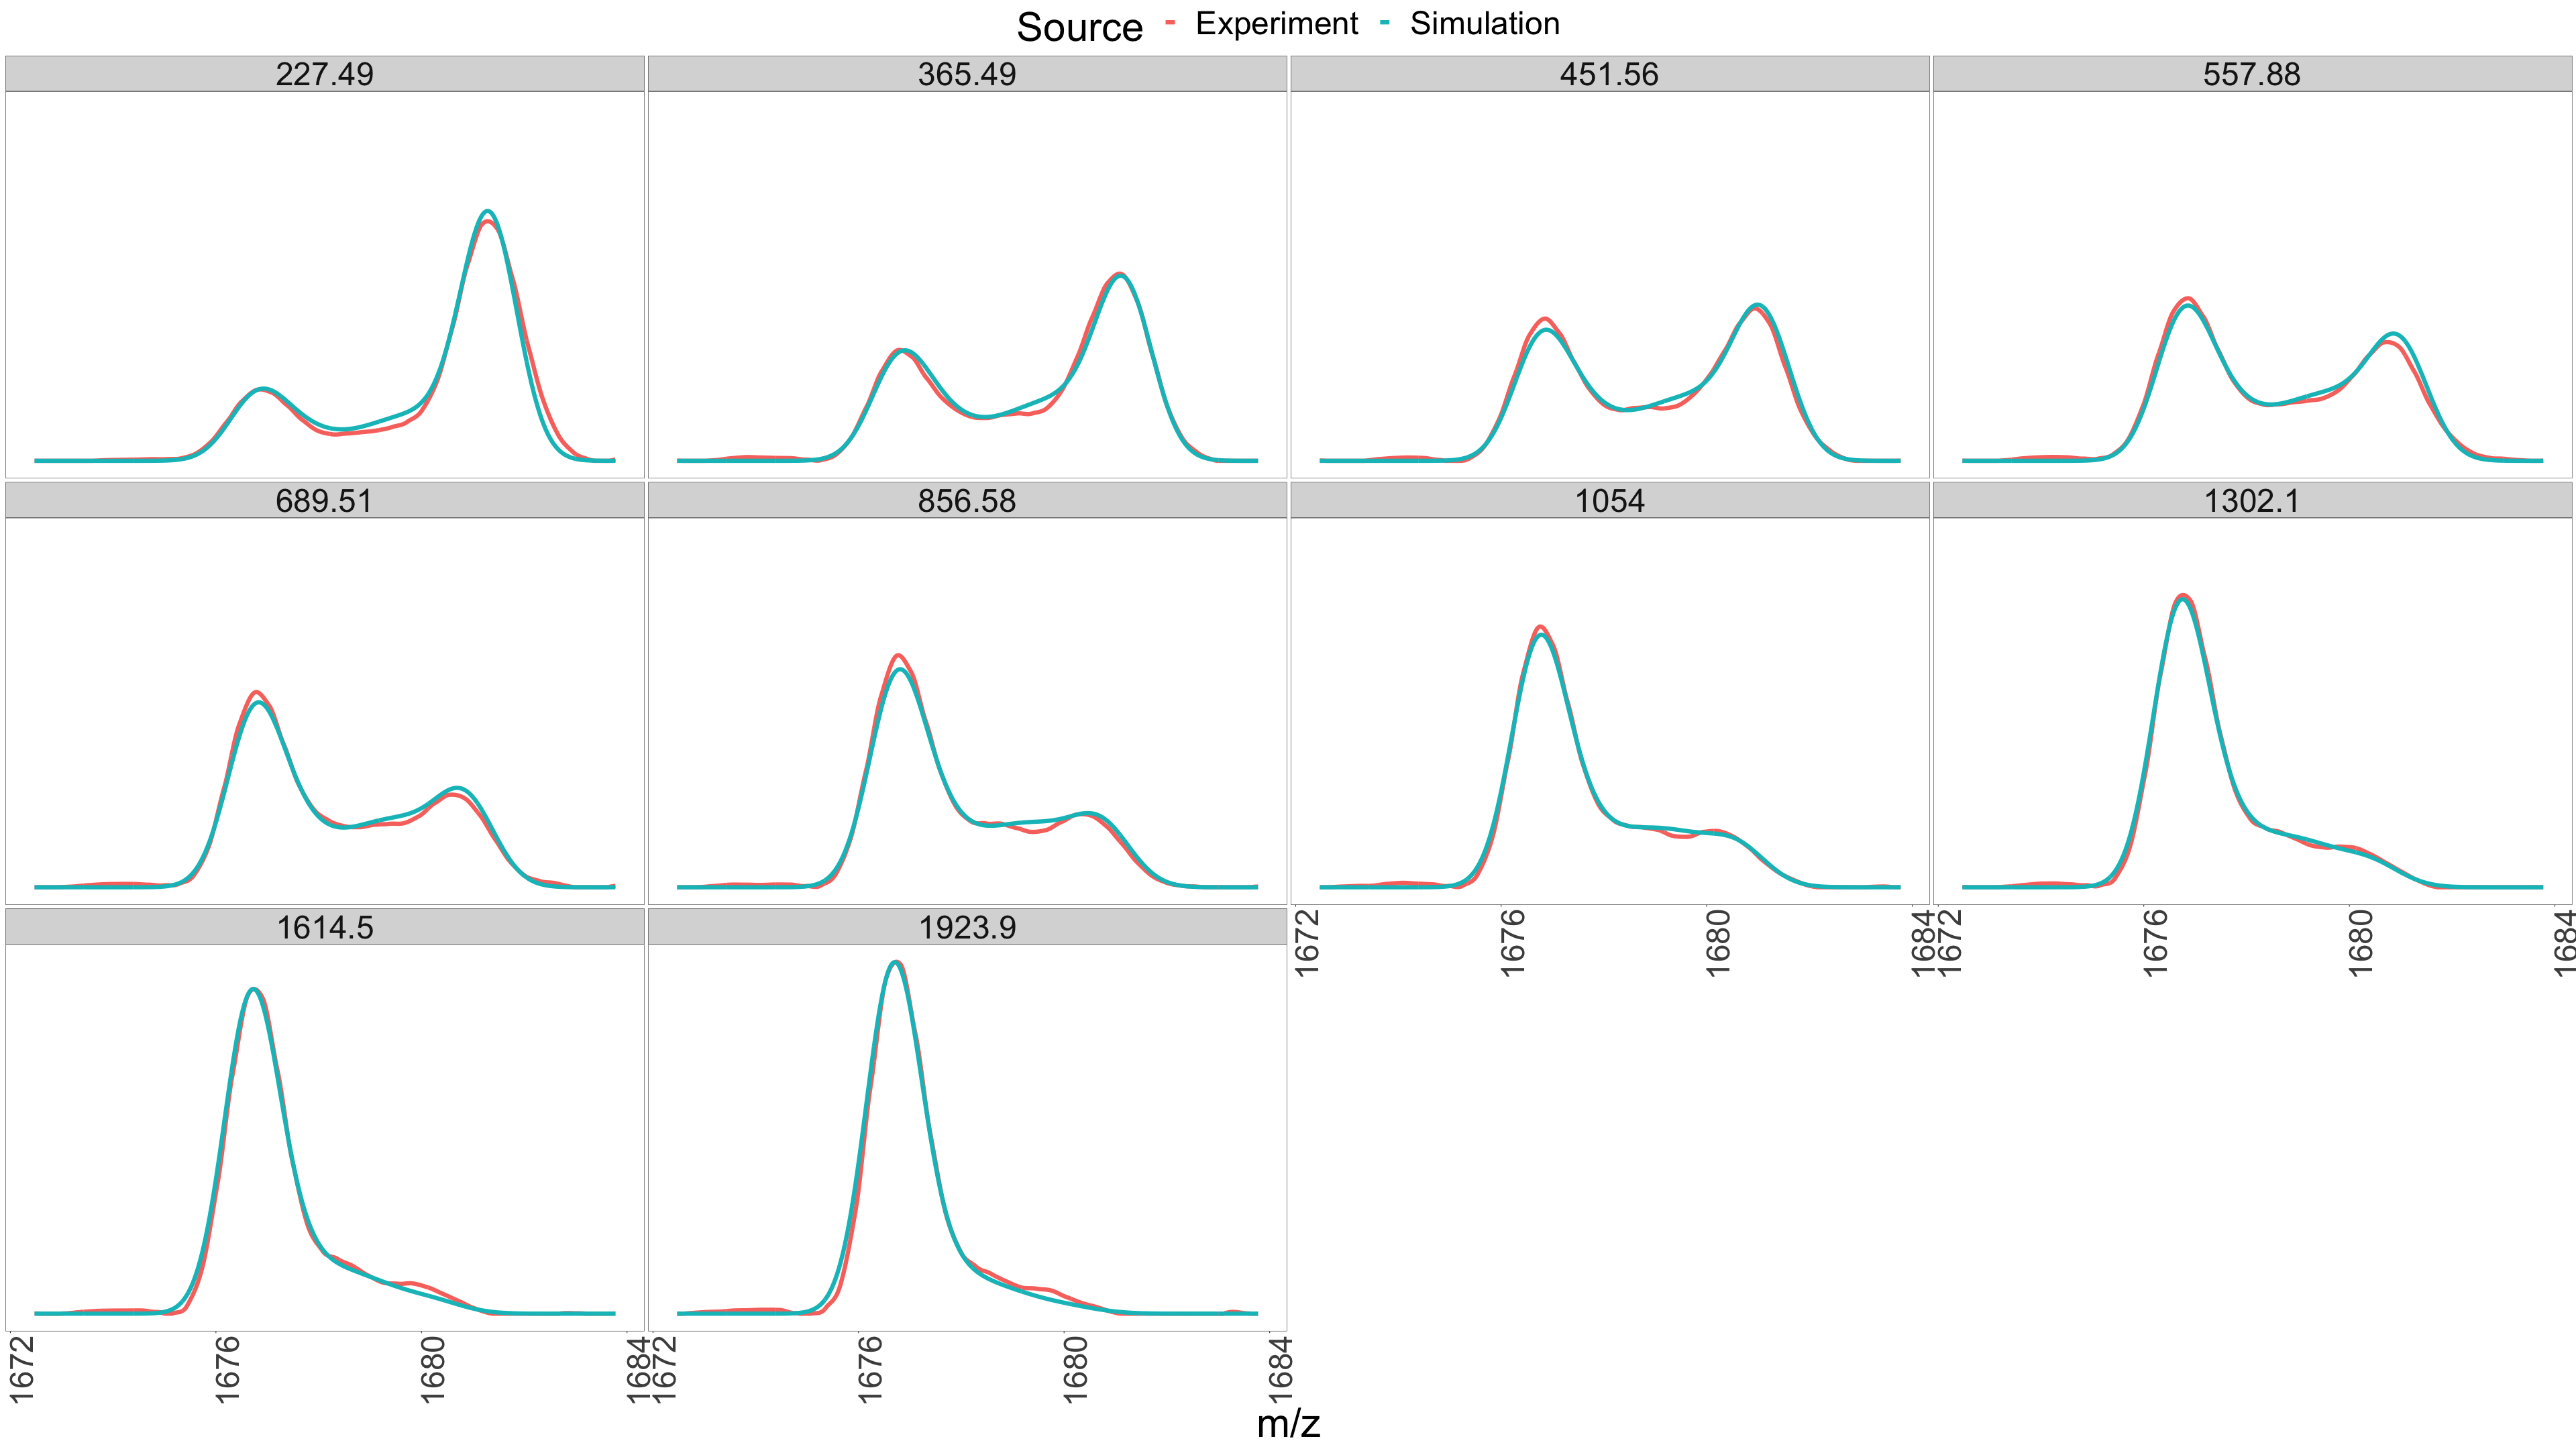 Source - Experiment - Simulation
227.49 365.49 451.56 557.88
689.51 856.58 1054 1302.1
1672 1676 1680 1684 1672 1676 1680 1684
1614.5 1923.9
1672 1676 1680 1684 1672 1676 1680 1684
m/z